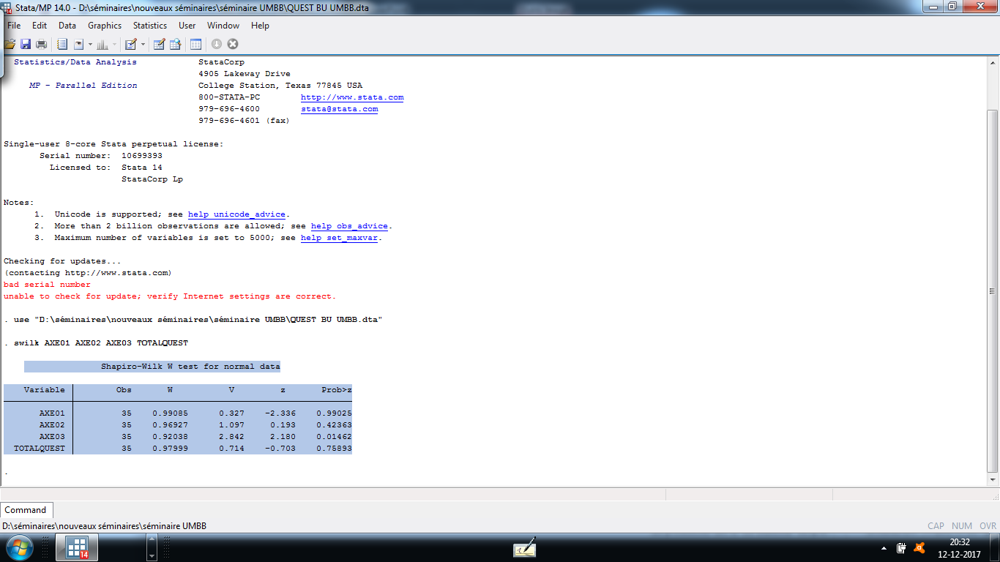 Stata/MP 14.0 - D:\séminaires\nouveaux séminaires\séminaire UMBB\QUEST BU UMBB.dta
File Edit Data Graphics Statistics User Window Help
Statistics/Data Analysis StataCorp
4905 Lakeway Drive
MP - Parallel Edition College Station, Texas 77845 USA
800-STATA-PC http://www.stata.com
979-696-4600 stata@stata.com
979-696-4601 (fax)
Single-user 8-core Stata perpetual license:
Serial number: 10699393
Licensed to: Stata 14
StataCorp Lp
Notes:
1. Unicode is supported; see help unicode_advice.
2. More than 2 billion observations are allowed; see help obs_advice.
3. Maximum number of variables is set to 5000; see help set_maxvar.
Checking for updates...
(contacting http://www.stata.com)
bad serial number
unable to check for update; verify Internet settings are correct.
. use "D:\séminaires\nouveaux séminaires\séminaire UMBB\QUEST BU UMBB.dta"
. swilk AXE01 AXE02 AXE03 TOTALQUEST
Shapiro-Wilk W test for normal data
Variable Obs W V z Prob>z
AXE01 35 0.99085 0.327 -2.336 0.99025
AXE02 35 0.96927 1.097 0.193 0.42363
AXE03 35 0.92038 2.842 2.180 0.01462
TOTALQUEST 35 0.97999 0.714 -0.703 0.75893
.
Command
D:\séminaires\nouveaux séminaires\séminaire UMBB CAP NUM OVR
14
20:32
12-12-2017